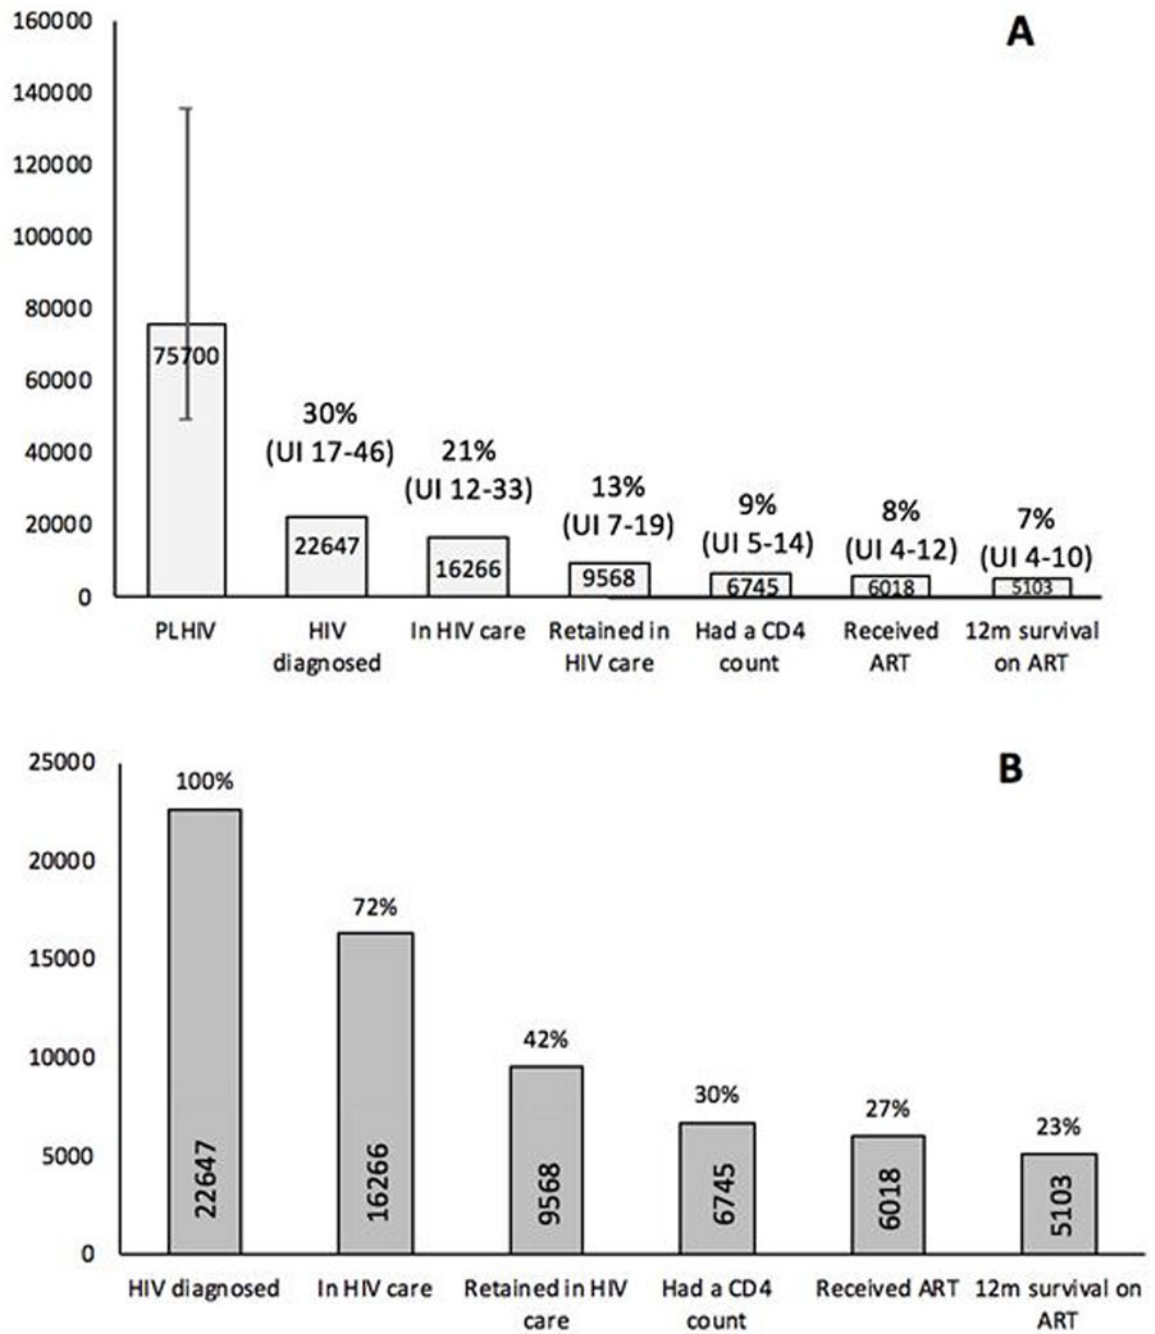 A
160000
140000
120000
100000
80000
60000
40000
20000
0
75700
30%
(UI 17-46)
22647
21%
(UI 12-33)
16266
13%
(UI 7-19)
9568
9%
(UI 5-14)
6745
8%
(UI 4-12)
6018
7%
(UI 4-10)
5103
PLHIV
HIV
diagnosed
In HIV care
Retained in
HIV care
Had a CD4
count
Received
ART
12m survival
on ART
B
25000
20000
15000
10000
5000
0
100%
22647
72%
16266
42%
9568
30%
6745
27%
6018
23%
5103
HIV diagnosed
In HIV care
Retained in HIV
care
Had a CD4
count
Received ART
12m survival on
ART